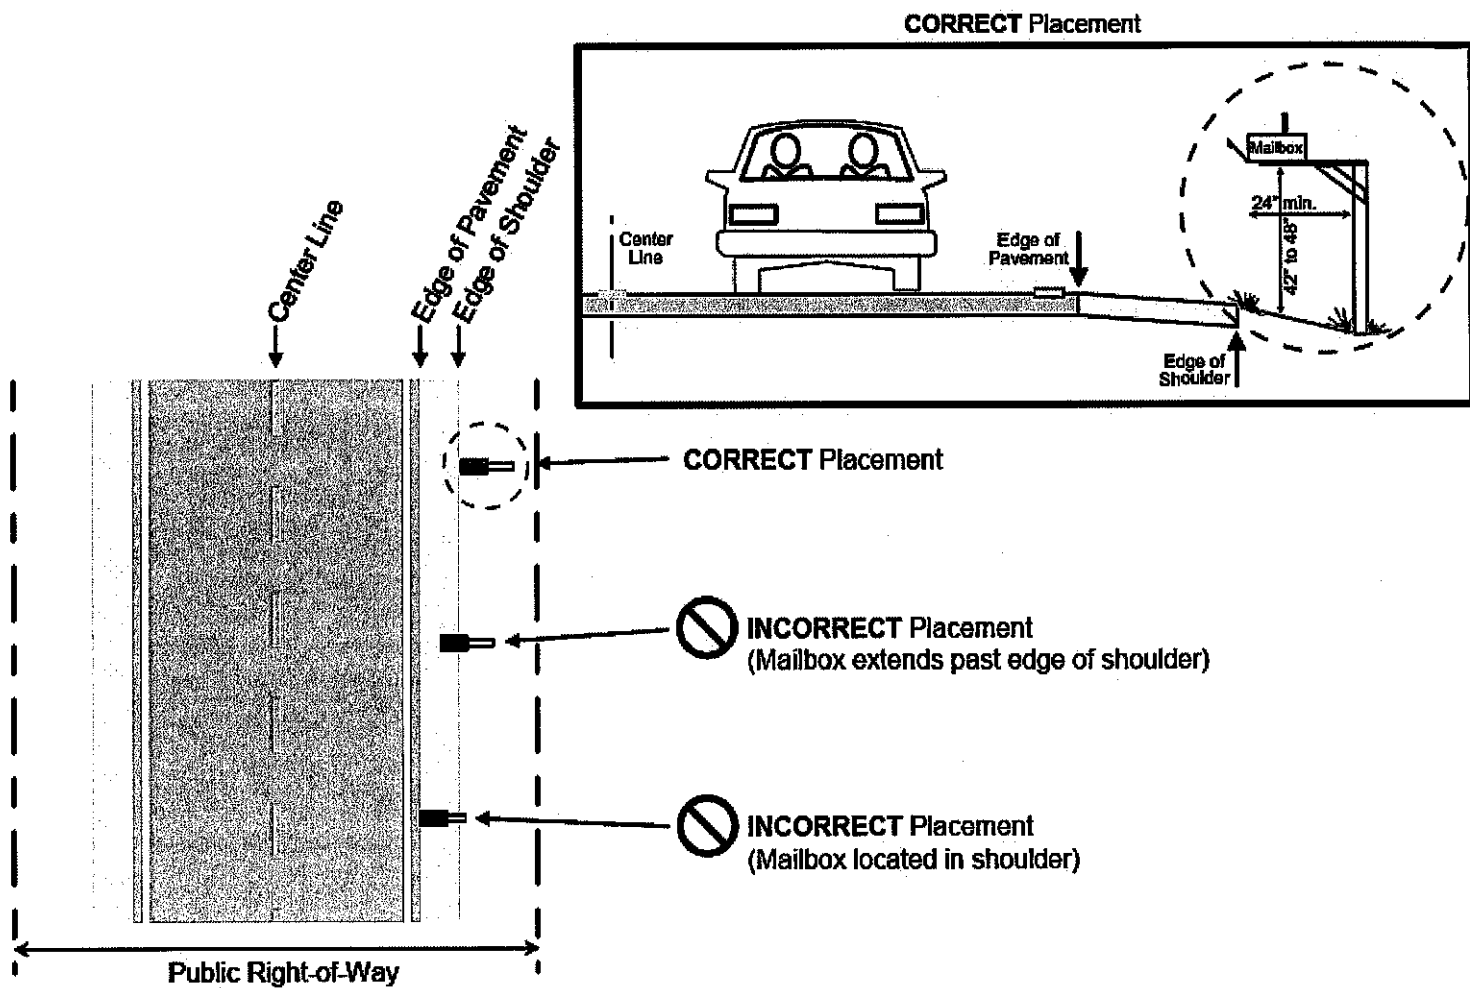 CORRECT Placement
Center Line
Edge of Pavement
Edge of Shoulder
Center
Line
Edge of
Pavement
Mailbox
24" min.
42" to 48"
Edge of
Shoulder
CORRECT Placement
INCORRECT Placement
(Mailbox extends past edge of shoulder)
INCORRECT Placement
(Mailbox located in shoulder)
Public Right-of-Way